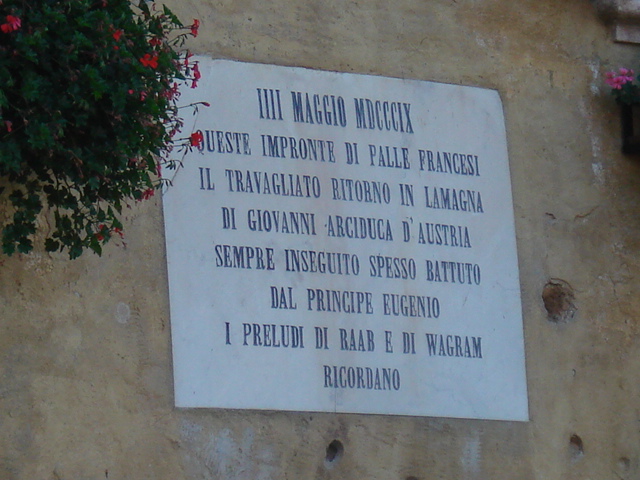 IIII MAGGIO MDCCCIX
QUESTE IMPRONTE DI PALLE FRANCESI
IL TRAVAGLIATO RITORNO IN LAMAGNA
DI GIOVANNI ARCIDUCA D'AUSTRIA
SEMPRE INSEGUITO SPESSO BATTUTO
DAL PRINCIPE EUGENIO
I PRELUDI DI RAAB E DI WAGRAM
RICORDANO